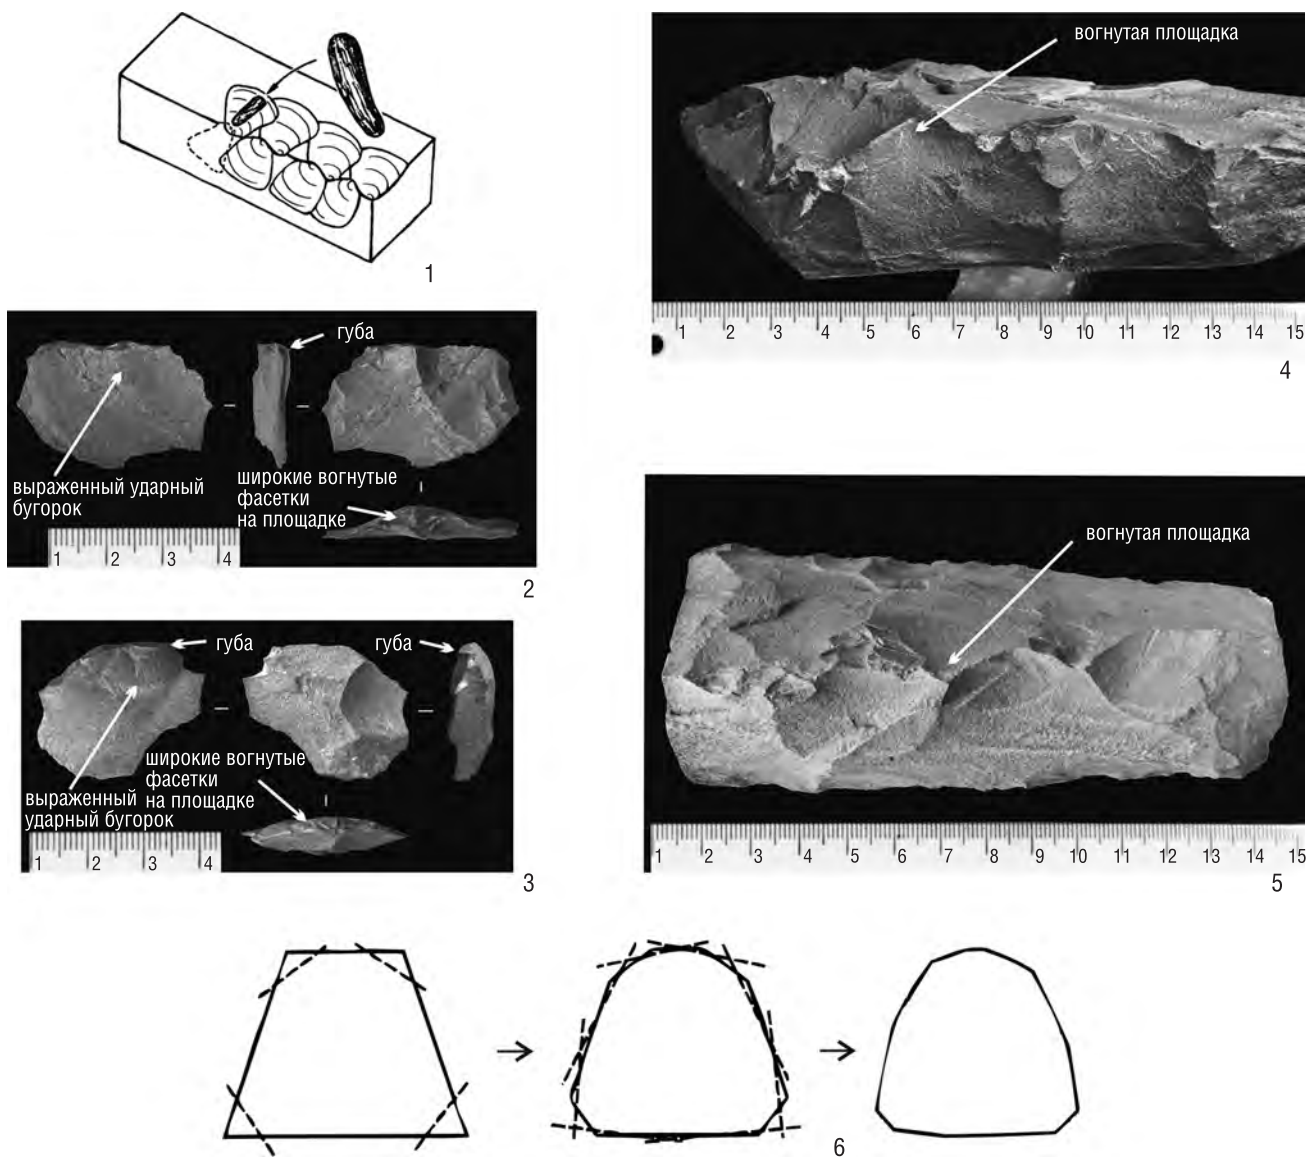 1
губа
выраженный ударный
бугорок
широкие вогнутые
фасетки
на площадке
1 2 3 4
2
губа
губа
широкие вогнутые
фасетки
на площадке
выраженный
ударный бугорок
1 2 3 4
3
вогнутая площадка
1 2 3 4 5 6 7 8 9 10 11 12 13 14 15
4
вогнутая площадка
1 2 3 4 5 6 7 8 9 10 11 12 13 14 15
5
6